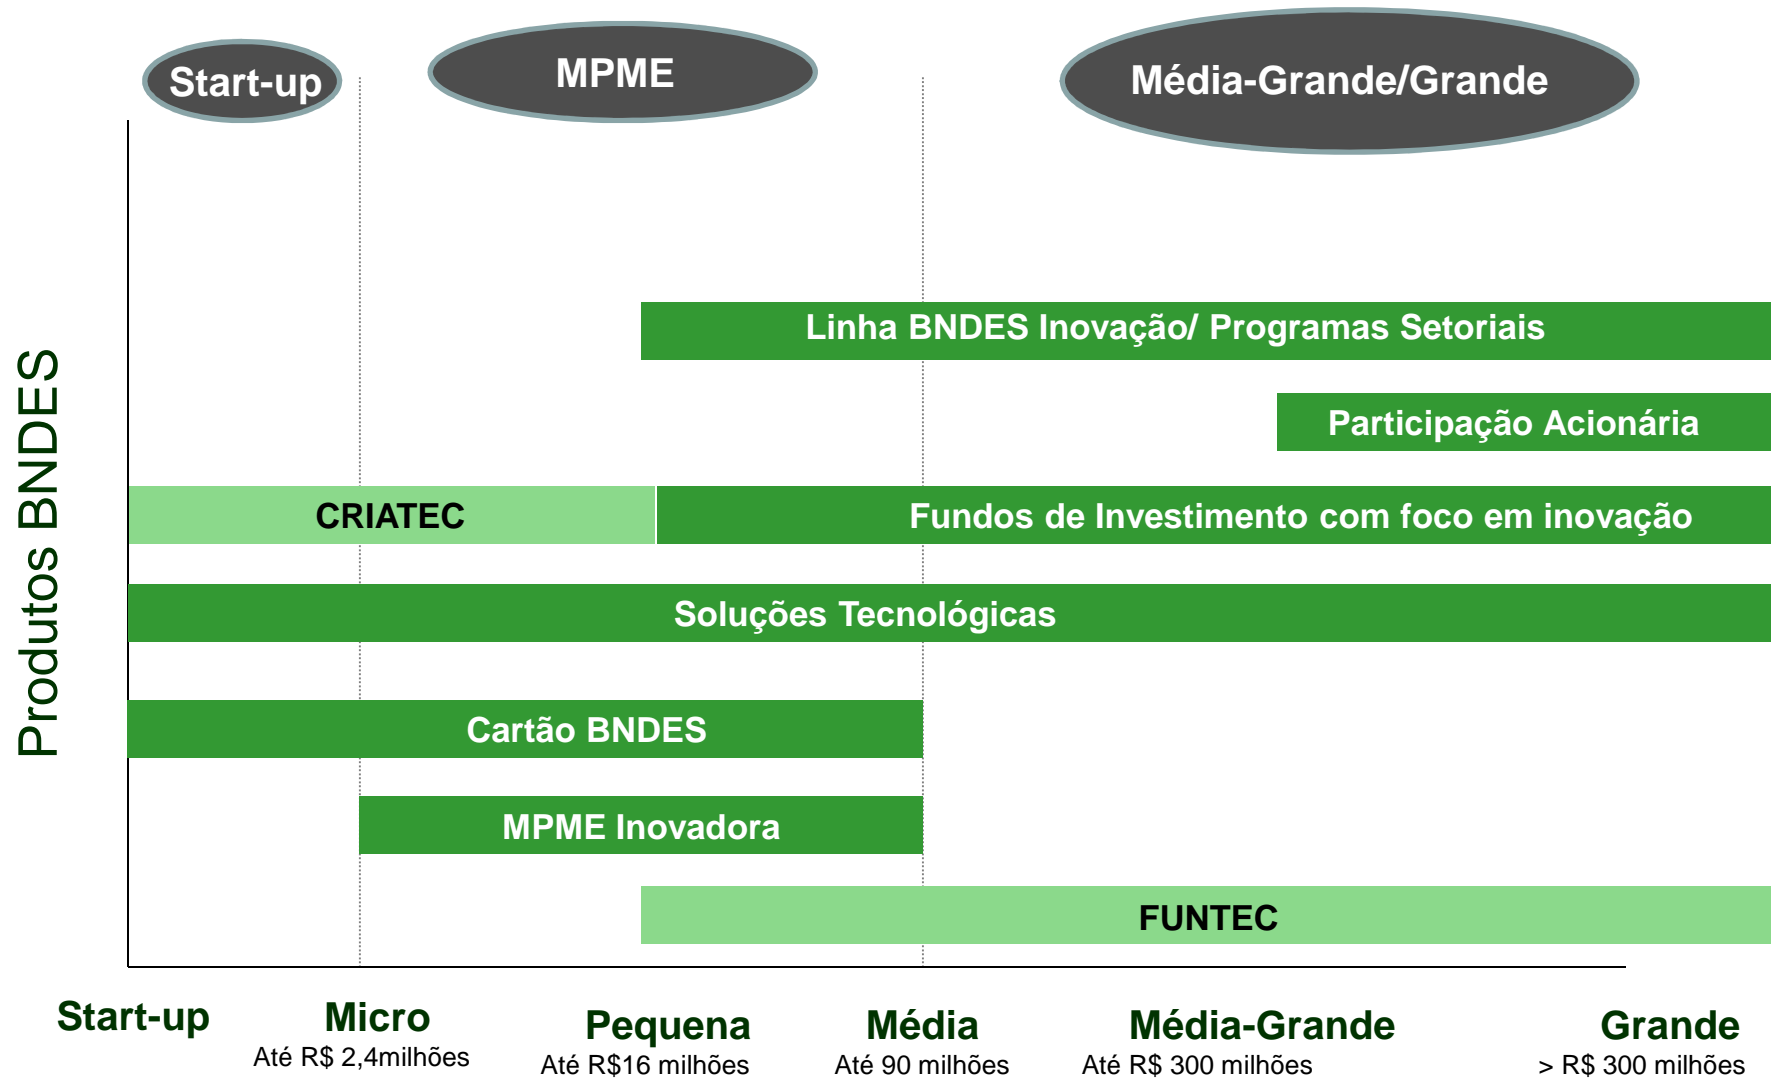 Start-up
MPME
Média-Grande/Grande
Produtos BNDES
Linha BNDES Inovação/ Programas Setoriais
Participação Acionária
CRIATEC
Fundos de Investimento com foco em inovação
Soluções Tecnológicas
Cartão BNDES
MPME Inovadora
FUNTEC
Start-up
Micro
Até R$ 2,4milhões
Pequena
Até R$16 milhões
Média
Até 90 milhões
Média-Grande
Até R$ 300 milhões
Grande
> R$ 300 milhões